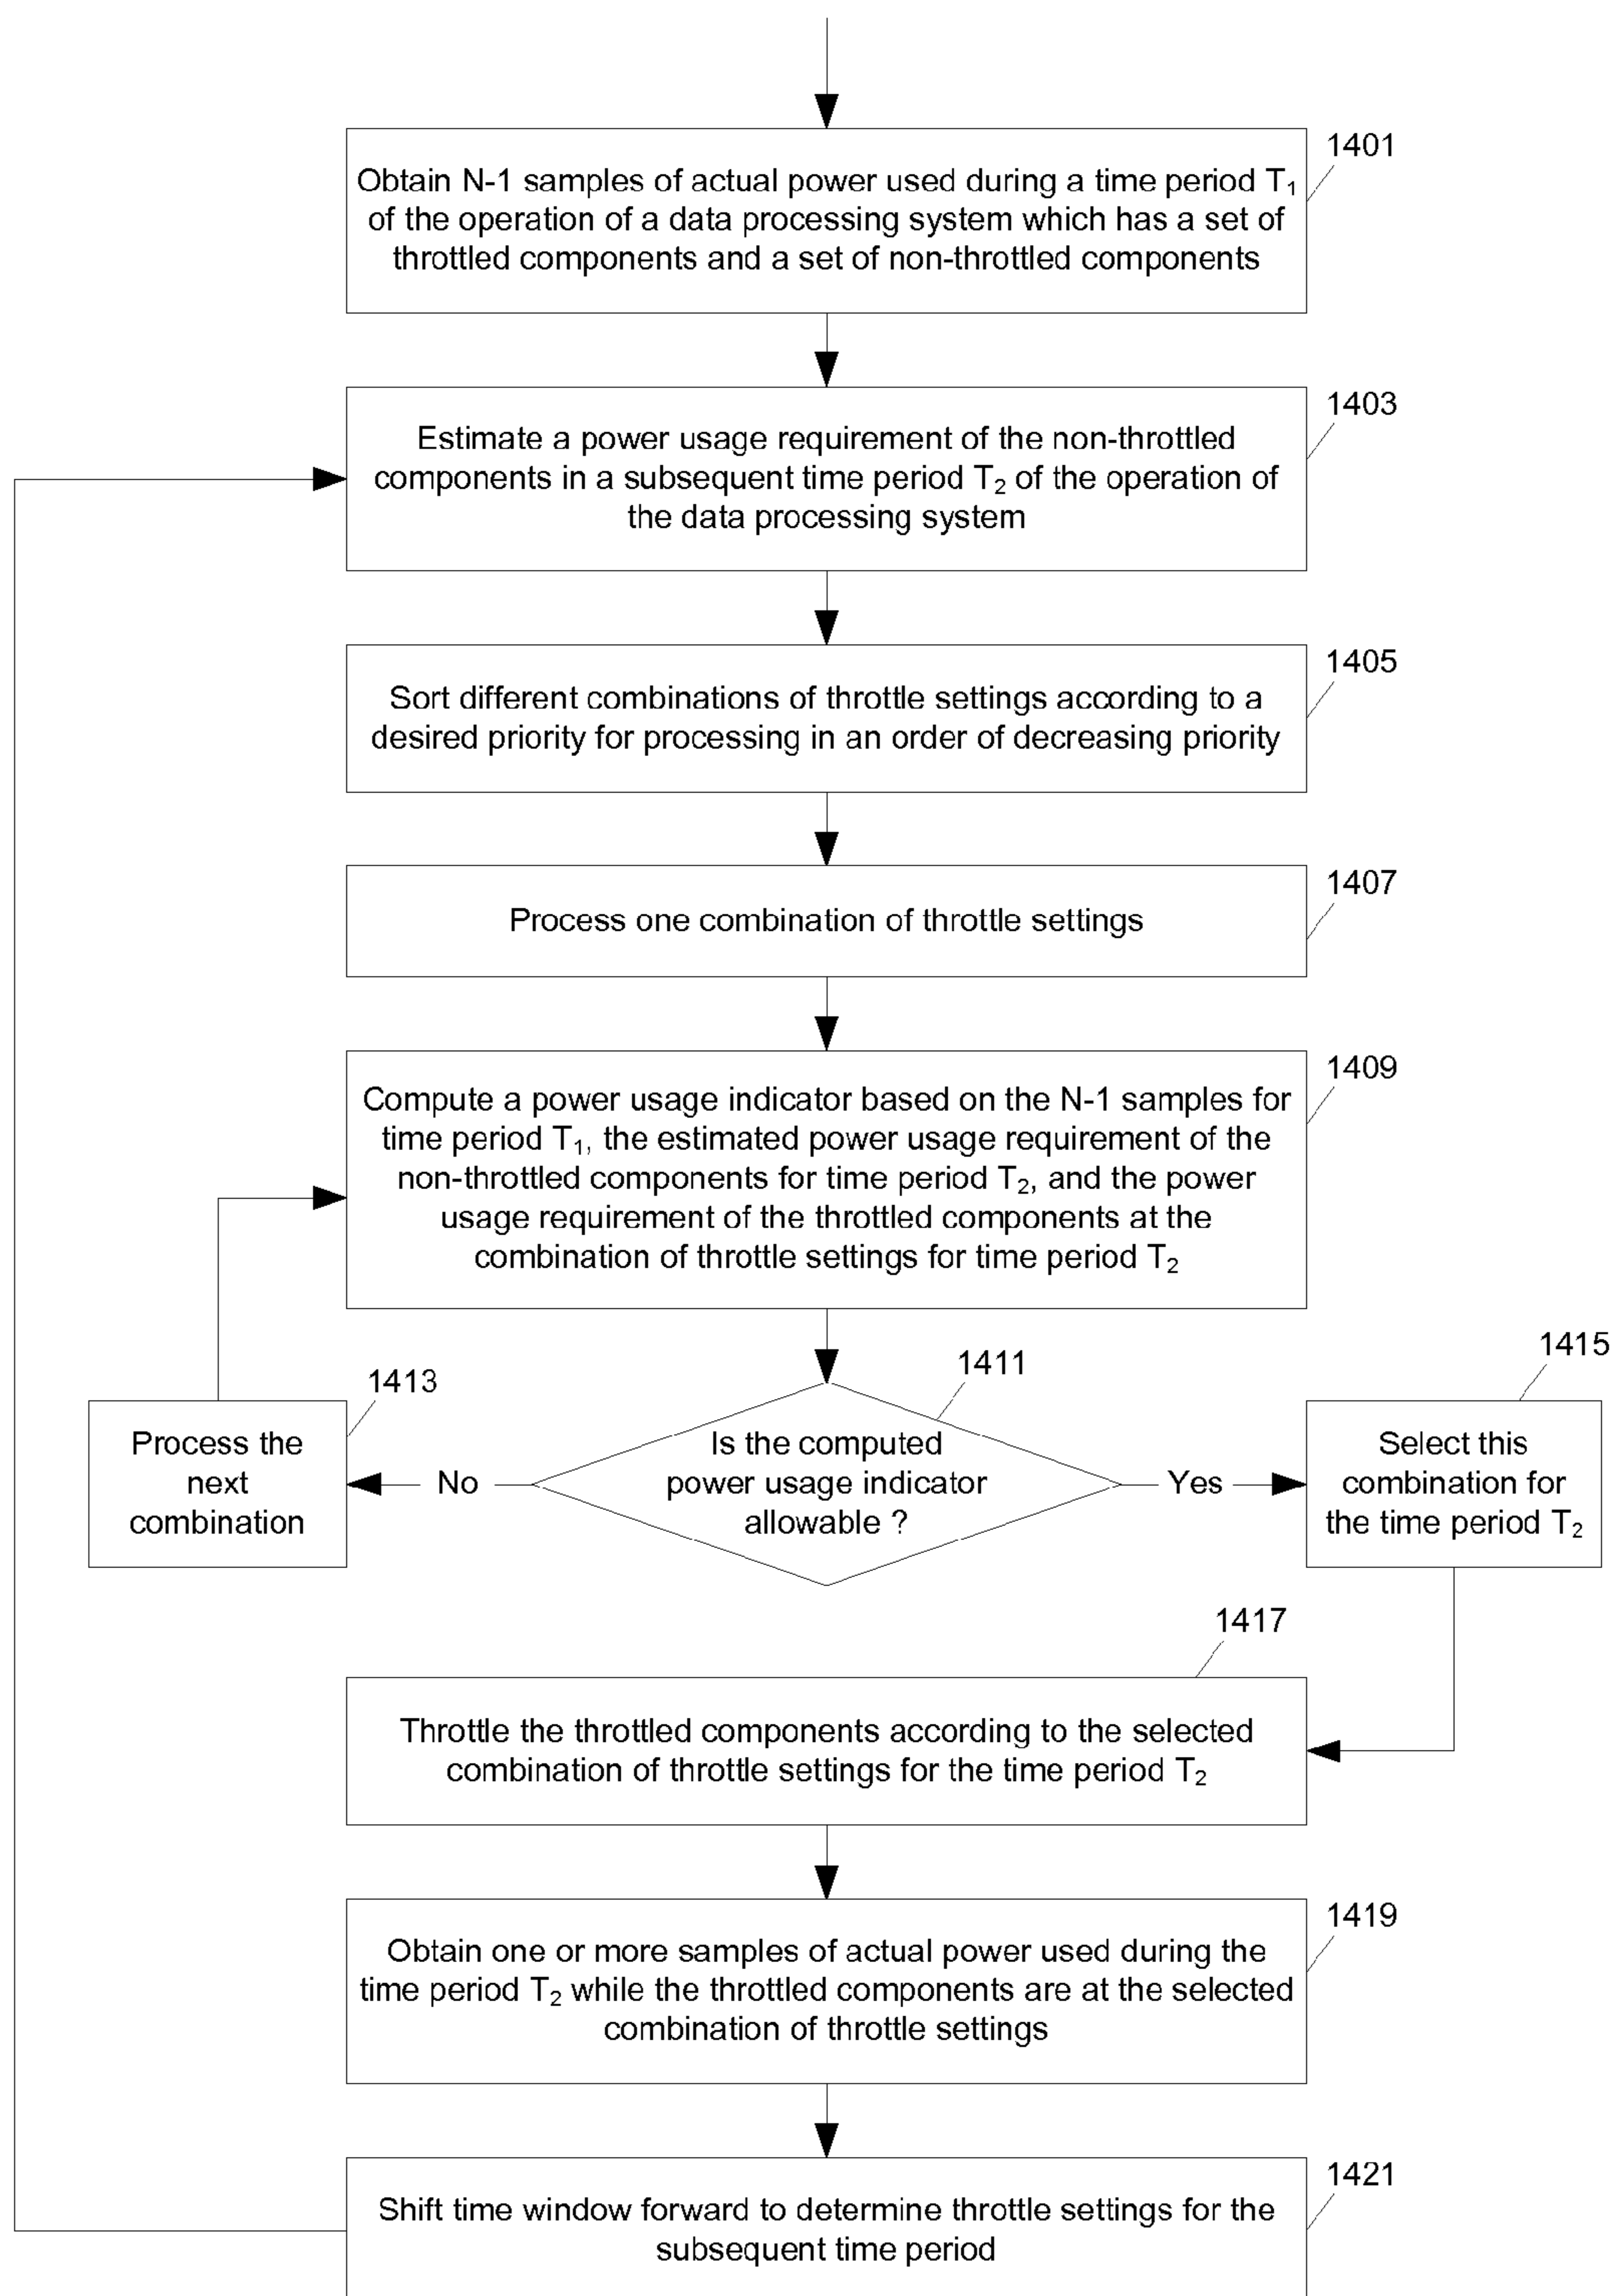 1401
Obtain N-1 samples of actual power used during a time period T₁
of the operation of a data processing system which has a set of
throttled components and a set of non-throttled components
1403
Estimate a power usage requirement of the non-throttled
components in a subsequent time period T₂ of the operation of
the data processing system
1405
Sort different combinations of throttle settings according to a
desired priority for processing in an order of decreasing priority
1407
Process one combination of throttle settings
1409
Compute a power usage indicator based on the N-1 samples for
time period T₁, the estimated power usage requirement of the
non-throttled components for time period T₂, and the power
usage requirement of the throttled components at the
combination of throttle settings for time period T₂
1413
Process the
next
combination
No
1411
Is the computed
power usage indicator
allowable ?
Yes
1415
Select this
combination for
the time period T₂
1417
Throttle the throttled components according to the selected
combination of throttle settings for the time period T₂
1419
Obtain one or more samples of actual power used during the
time period T₂ while the throttled components are at the selected
combination of throttle settings
1421
Shift time window forward to determine throttle settings for the
subsequent time period